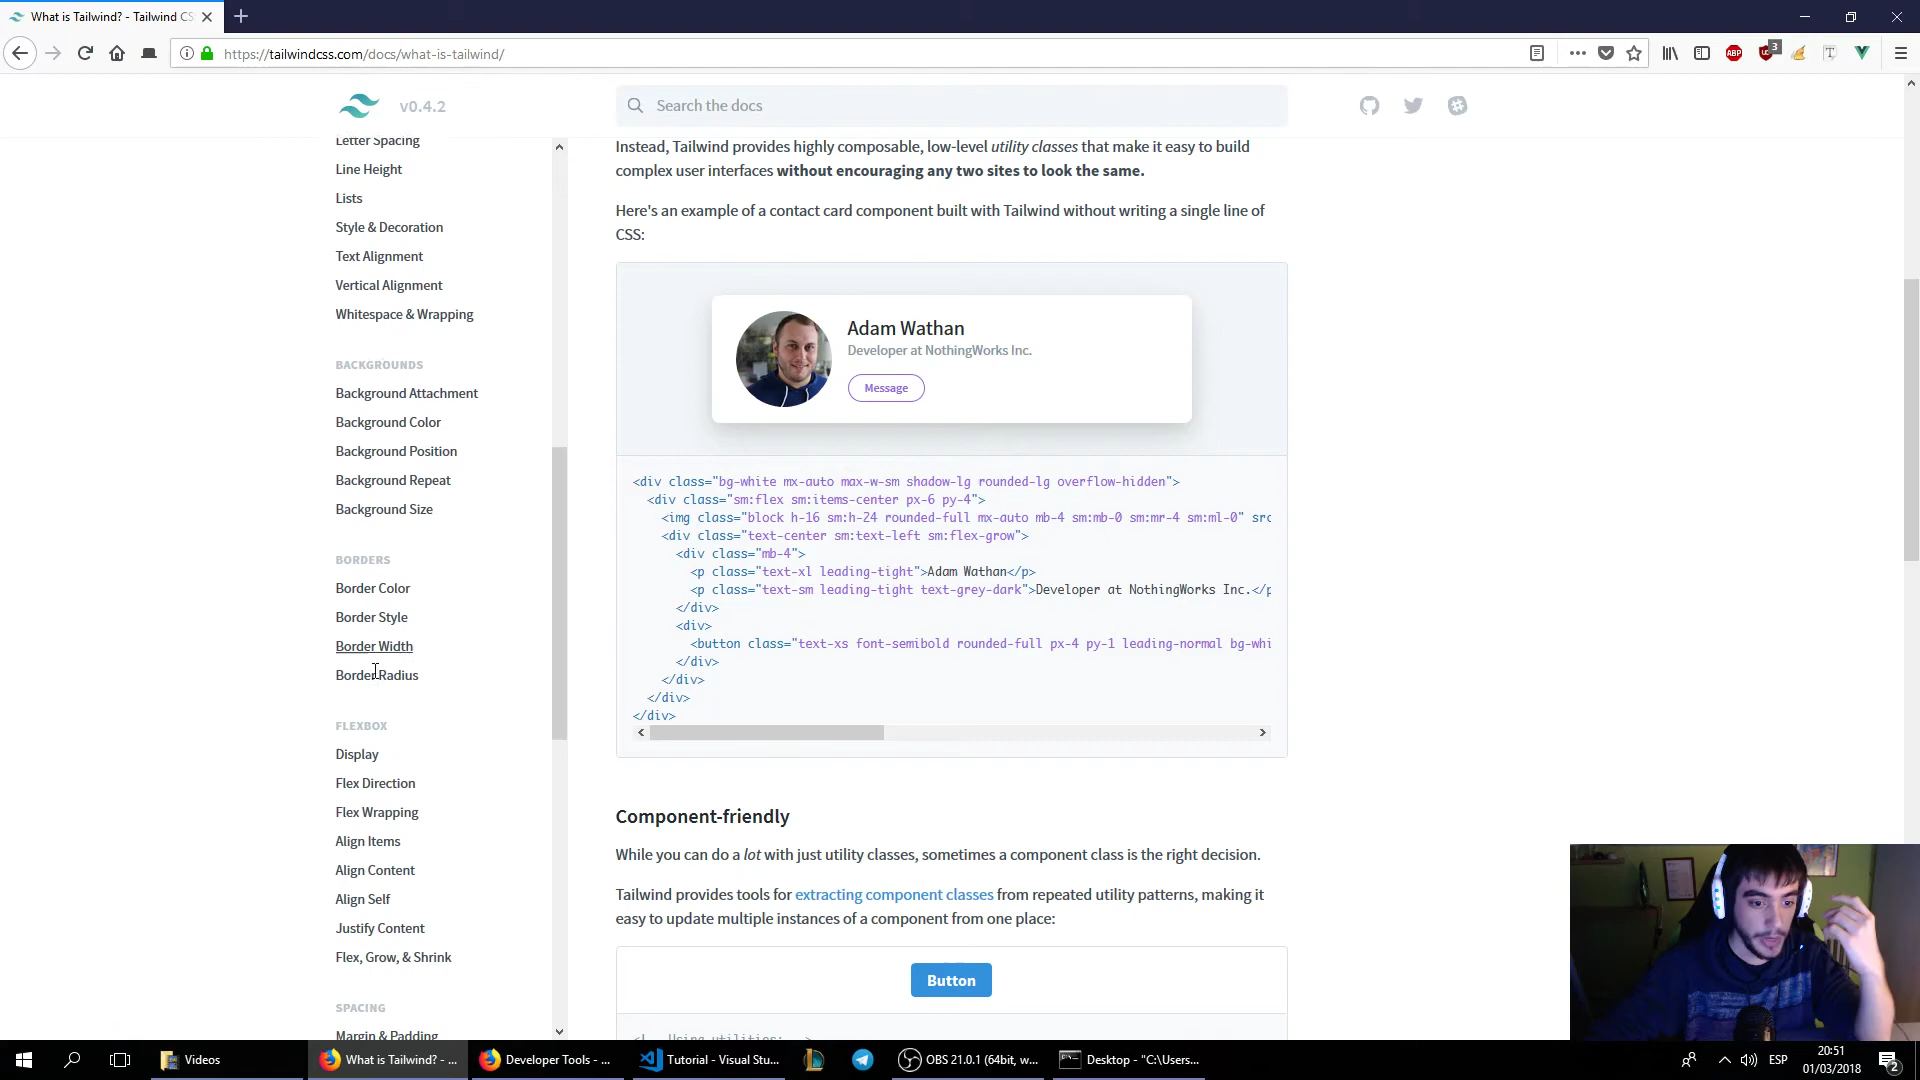 What is Tailwind? - Tailwind CS
https://tailwindcss.com/docs/what-is-tailwind/
ABP
3
v0.4.2
Search the docs
Letter Spacing
Line Height
Lists
Style & Decoration
Text Alignment
Vertical Alignment
Whitespace & Wrapping
BACKGROUNDS
Background Attachment
Background Color
Background Position
Background Repeat
Background Size
BORDERS
Border Color
Border Style
Border Width
Border Radius
FLEXBOX
Display
Flex Direction
Flex Wrapping
Align Items
Align Content
Align Self
Justify Content
Flex, Grow, & Shrink
SPACING
Margin & Padding
Instead, Tailwind provides highly composable, low-level utility classes that make it easy to build
complex user interfaces without encouraging any two sites to look the same.
Here's an example of a contact card component built with Tailwind without writing a single line of
CSS:
Adam Wathan
Developer at NothingWorks Inc.
Message
<div class="bg-white mx-auto max-w-sm shadow-lg rounded-lg overflow-hidden">
<div class="sm:flex sm:items-center px-6 py-4">
<img class="block h-16 sm:h-24 rounded-full mx-auto mb-4 sm:mb-0 sm:mr-4 sm:ml-0" src
<div class="text-center sm:text-left sm:flex-grow">
<div class="mb-4">
<p class="text-xl leading-tight">Adam Wathan</p>
<p class="text-sm leading-tight text-grey-dark">Developer at NothingWorks Inc.</p
</div>
<div>
<button class="text-xs font-semibold rounded-full px-4 py-1 leading-normal bg-whi
</div>
</div>
</div>
</div>
Component-friendly
While you can do a lot with just utility classes, sometimes a component class is the right decision.
Tailwind provides tools for extracting component classes from repeated utility patterns, making it
easy to update multiple instances of a component from one place:
Button
<!-- Using utilities: -->
Videos
What is Tailwind? - ...
Developer Tools - ...
Tutorial - Visual Stu...
OBS 21.0.1 (64bit, w...
Desktop - "C:\Users...
ESP
20:51
01/03/2018
2